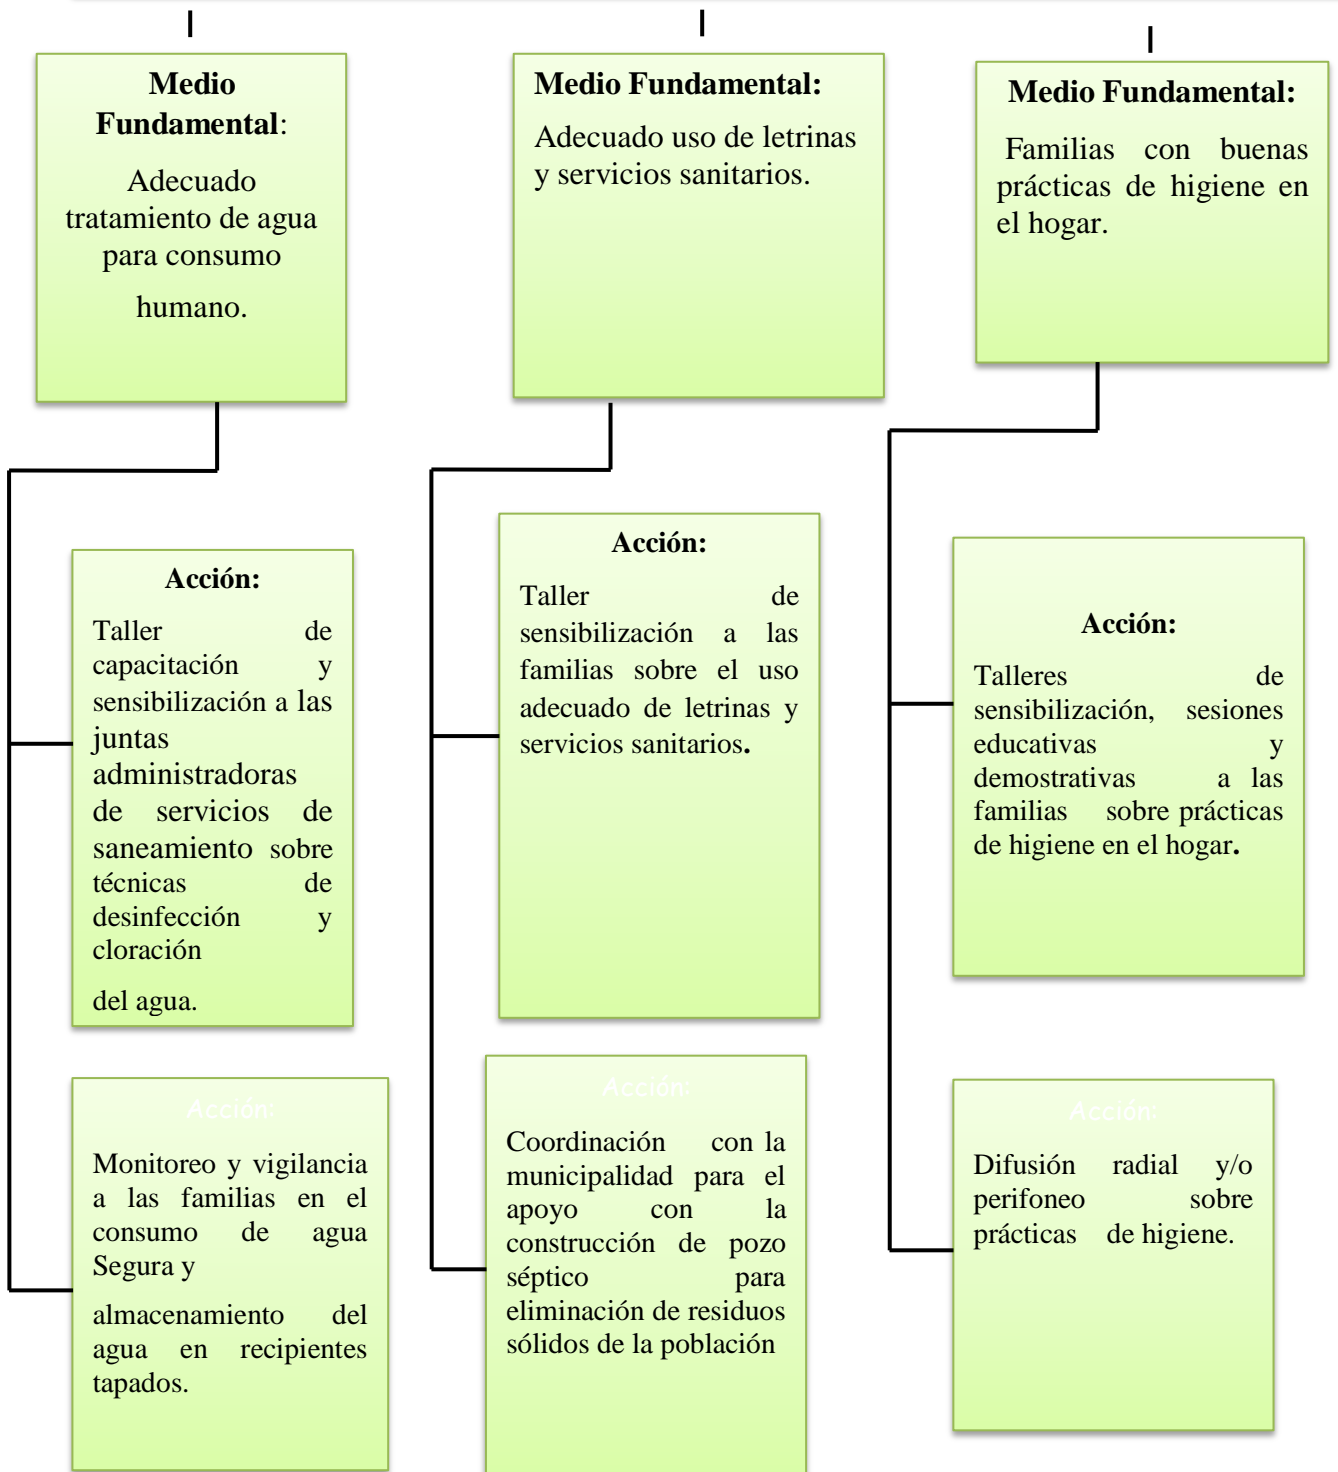 Medio
Fundamental:
Adecuado
tratamiento de agua
para consumo
humano.
Medio Fundamental:
Adecuado uso de letrinas
y servicios sanitarios.
Medio Fundamental:
Familias con buenas
prácticas de higiene en
el hogar.
Acción:
Taller de
capacitación y
sensibilización a las
juntas
administradoras
de servicios de
saneamiento sobre
técnicas de
desinfección y
cloración
del agua.
Acción:
Taller de
sensibilización a las
familias sobre el uso
adecuado de letrinas y
servicios sanitarios.
Acción:
Talleres de
sensibilización, sesiones
educativas y
demostrativas a las
familias sobre prácticas
de higiene en el hogar.
Acción:
Monitoreo y vigilancia
a las familias en el
consumo de agua
Segura y
almacenamiento del
agua en recipientes
tapados.
Acción:
Coordinación con la
municipalidad para el
apoyo con la
construcción de pozo
séptico para
eliminación de residuos
sólidos de la población
Acción:
Difusión radial y/o
perifoneo sobre
prácticas de higiene.